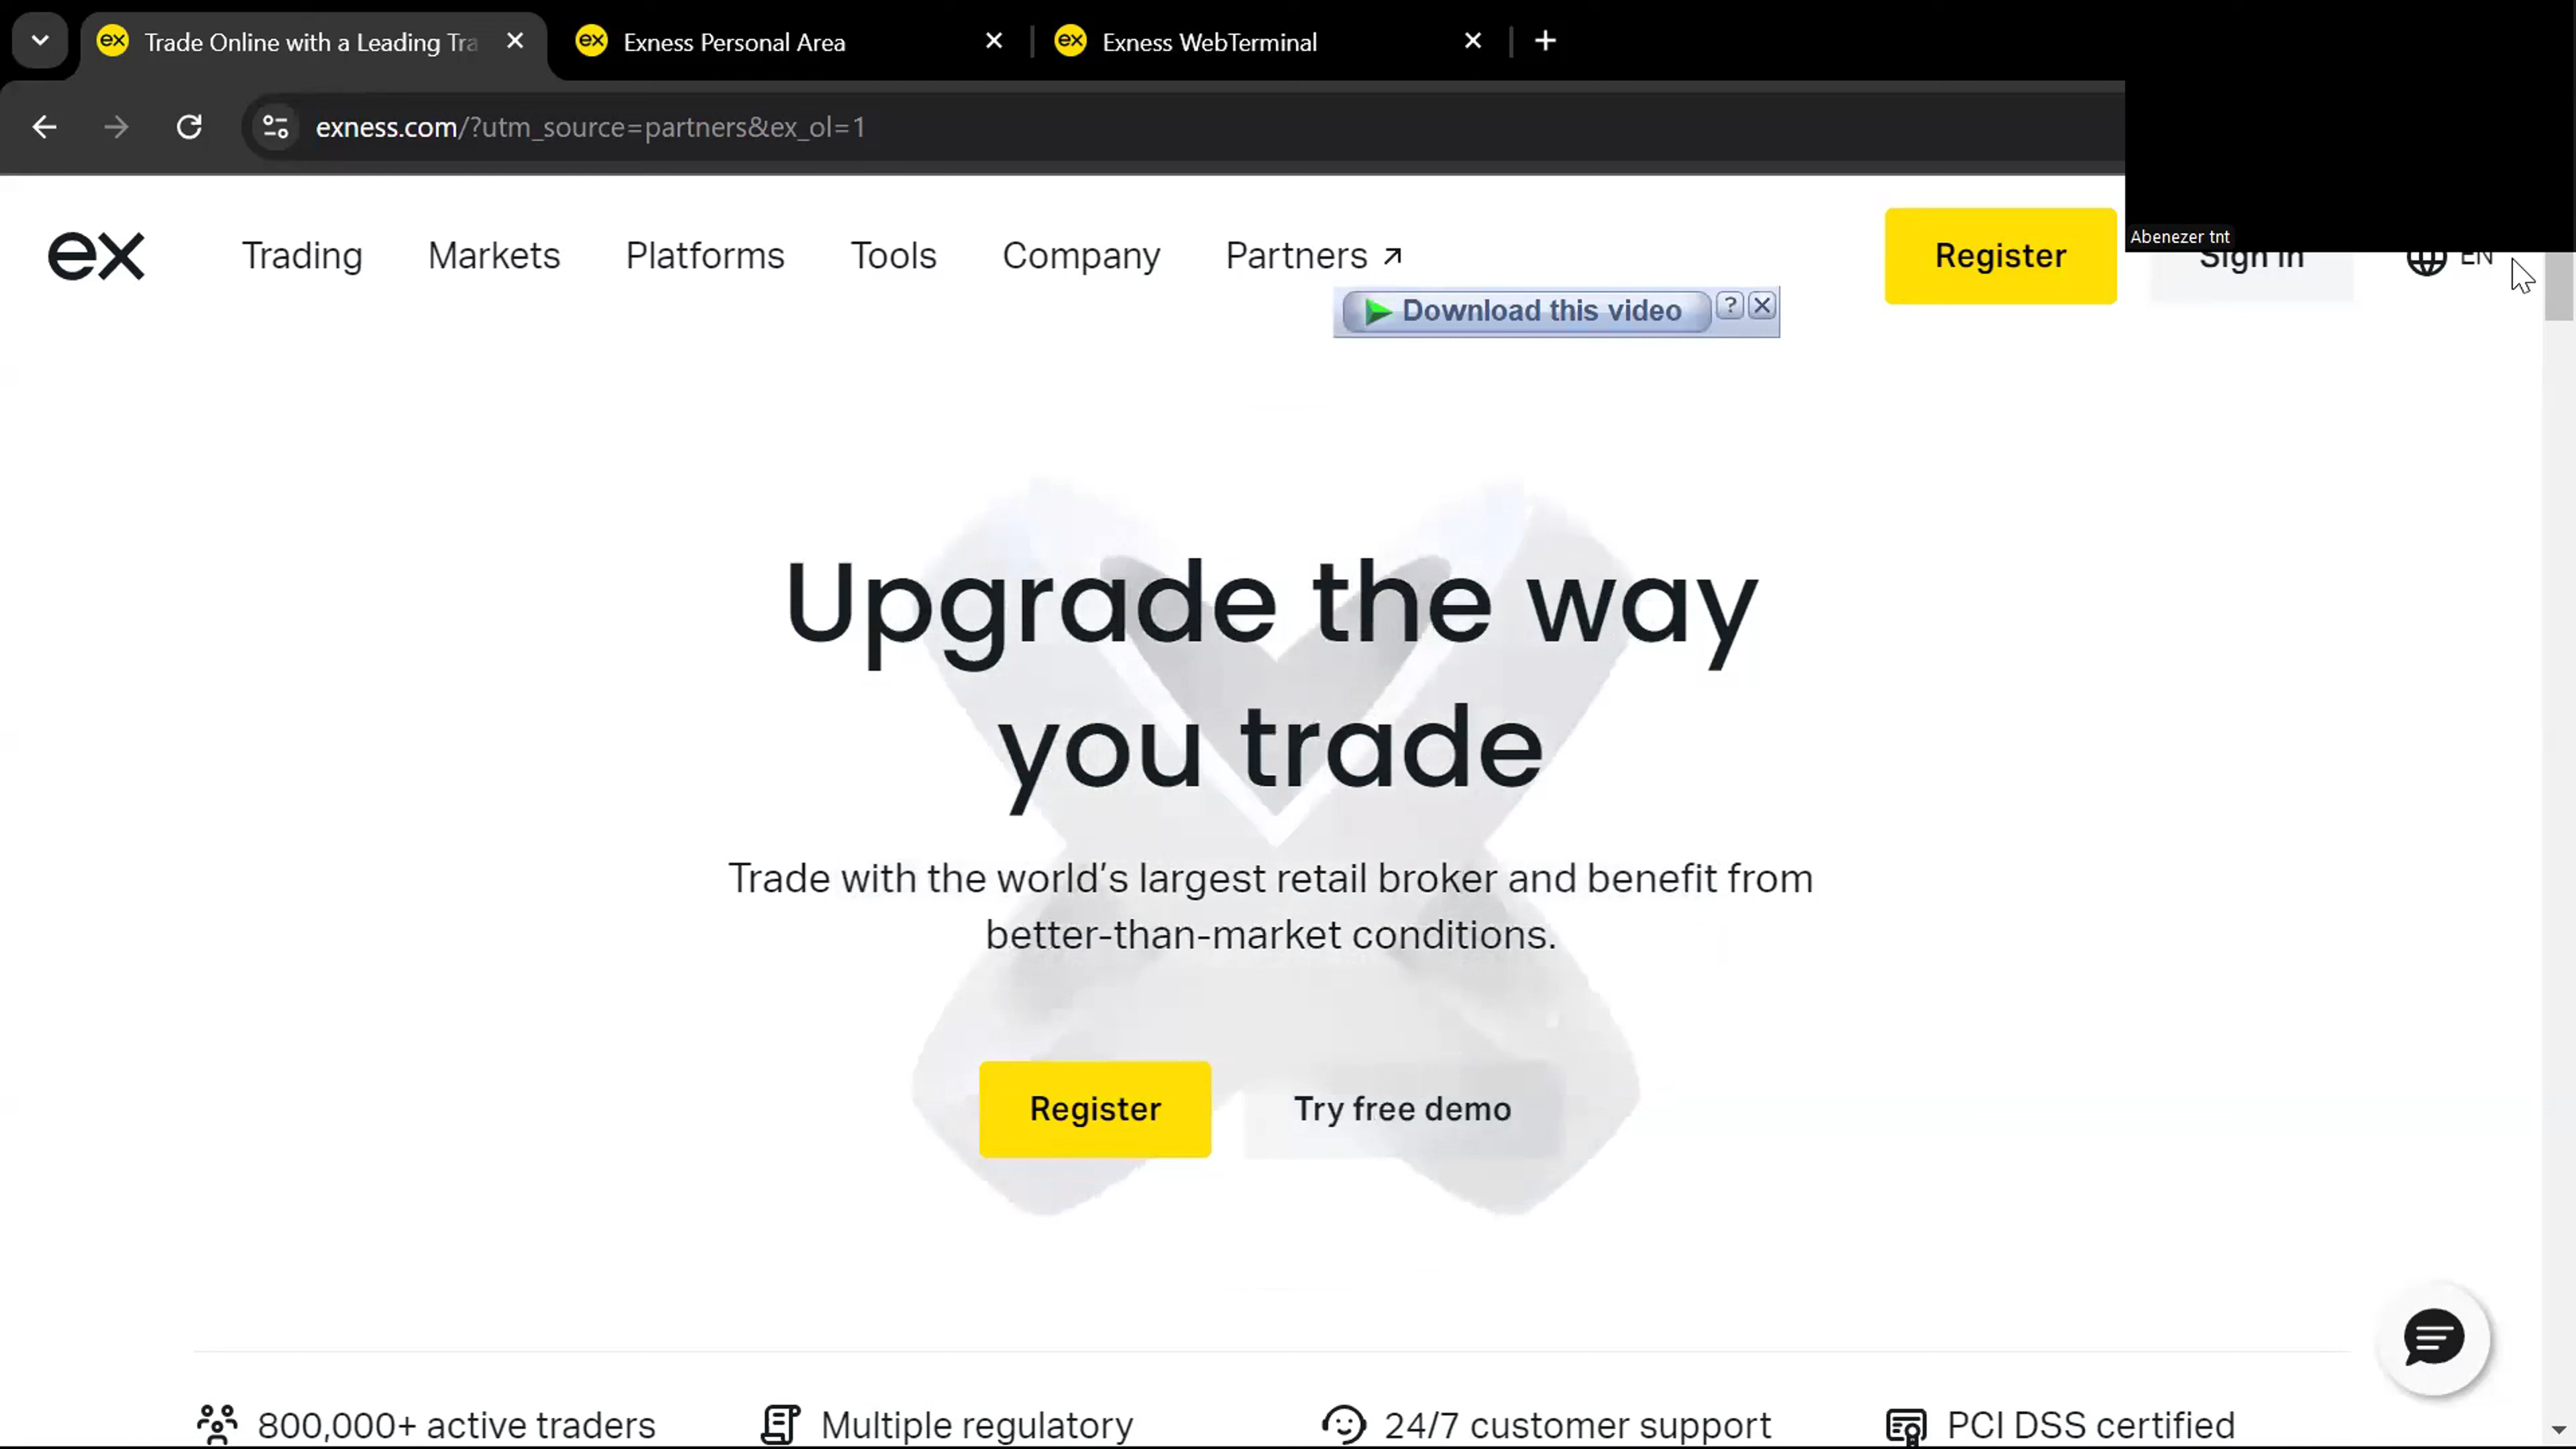 Trade Online with a Leading Tra
Exness Personal Area
Exness WebTerminal
exness.com/?utm_source=partners&ex_ol=1
ex
Trading
Markets
Platforms
Tools
Company
Partners
Register
Abenezer tnt
Sign in
EN
Download this video
Upgrade the way
you trade
Trade with the world's largest retail broker and benefit from
better-than-market conditions.
Register
Try free demo
800,000+ active traders
Multiple regulatory
24/7 customer support
PCI DSS certified